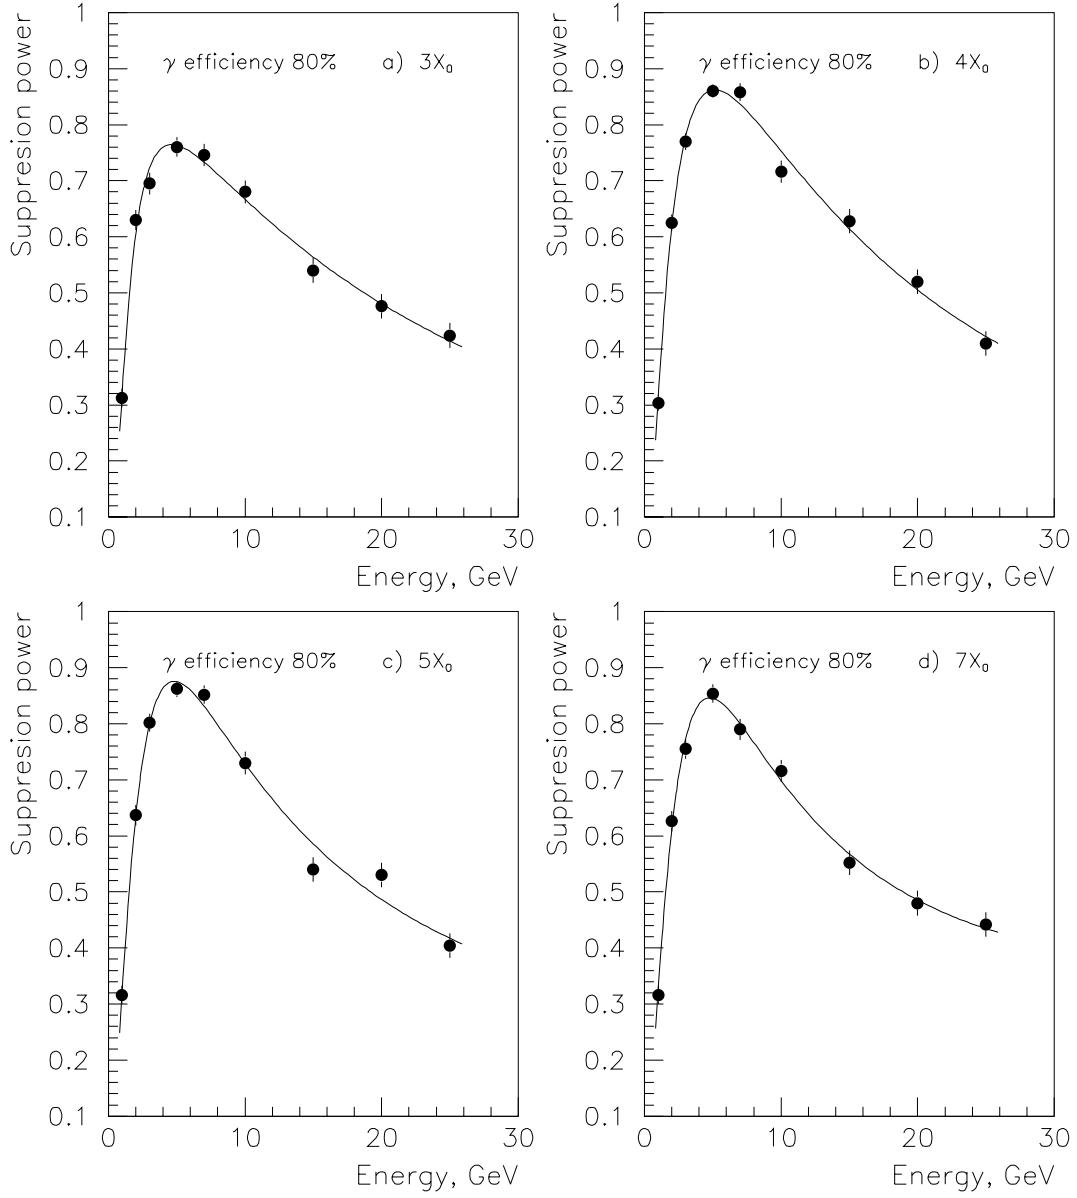 Suppresion power
γ efficiency 80% a) 3X₀
1
0.9
0.8
0.7
0.6
0.5
0.4
0.3
0.2
0.1
0 10 20 30
Energy, GeV
Suppresion power
γ efficiency 80% b) 4X₀
1
0.9
0.8
0.7
0.6
0.5
0.4
0.3
0.2
0.1
0 10 20 30
Energy, GeV
Suppresion power
γ efficiency 80% c) 5X₀
1
0.9
0.8
0.7
0.6
0.5
0.4
0.3
0.2
0.1
0 10 20 30
Energy, GeV
Suppresion power
γ efficiency 80% d) 7X₀
1
0.9
0.8
0.7
0.6
0.5
0.4
0.3
0.2
0.1
0 10 20 30
Energy, GeV